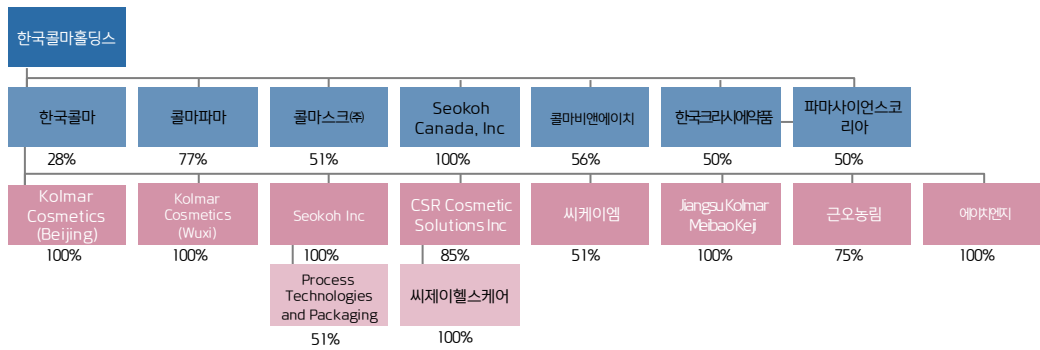 한국콜마홀딩스
한국콜마
콜마파마
콜마스크㈜
Seokoh
Canada, Inc
콜마비앤에이치
한국크라시에약품
파마사이언스코
리아
28%
77%
51%
100%
56%
50%
50%
Kolmar
Cosmetics
(Beijing)
Kolmar
Cosmetics
(Wuxi)
Seokoh Inc
CSR Cosmetic
Solutions Inc
씨케이엠
Jiangsu Kolmar
Meibao Keji
근오농림
에이치엔지
100%
100%
100%
85%
51%
100%
75%
100%
Process
Technologies
and Packaging
씨제이헬스케어
51%
100%